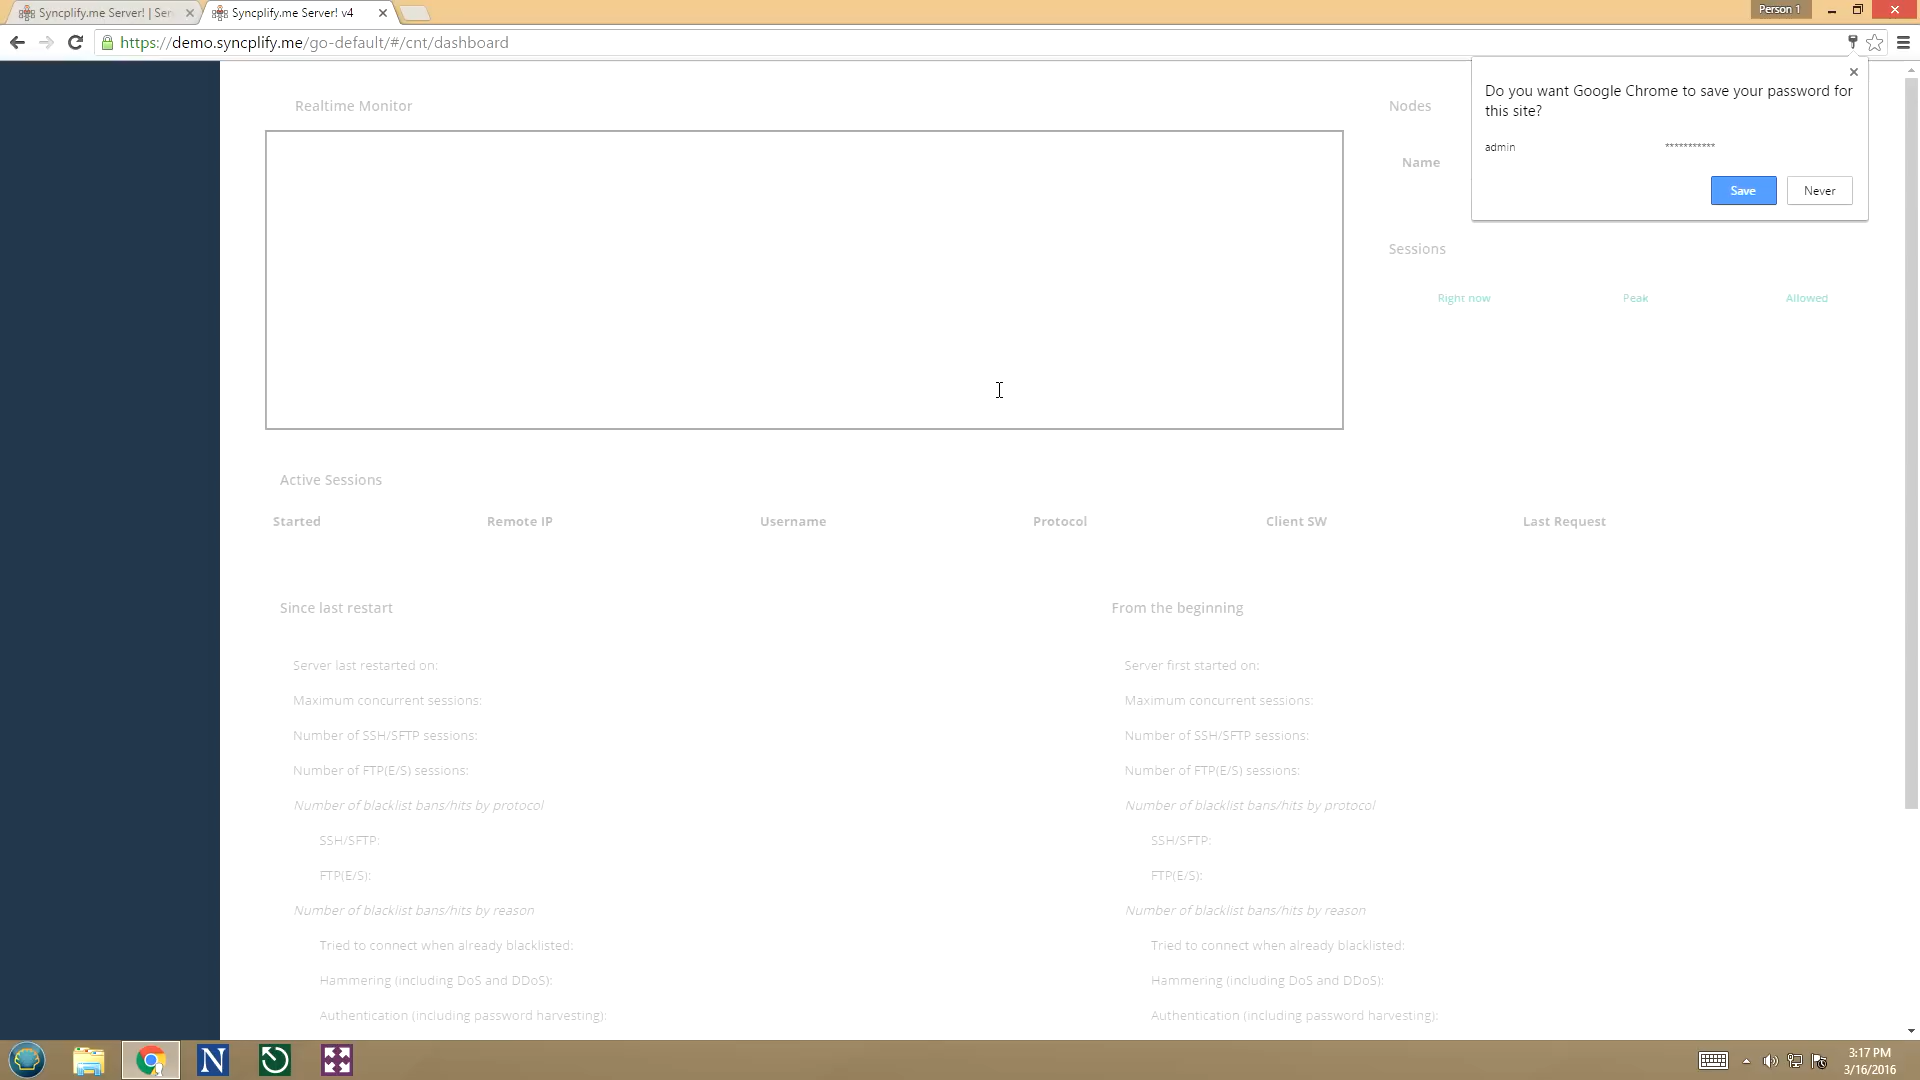 Syncplify.me Server! | Ser
Syncplify.me Server! v4
Person 1
https://demo.syncplify.me/go-default/#/cnt/dashboard
Do you want Google Chrome to save your password for
this site?
admin
***********
Save
Never
Realtime Monitor
Nodes
Name
Sessions
Right now
Peak
Allowed
Active Sessions
Started
Remote IP
Username
Protocol
Client SW
Last Request
Since last restart
Server last restarted on:
Maximum concurrent sessions:
Number of SSH/SFTP sessions:
Number of FTP(E/S) sessions:
Number of blacklist bans/hits by protocol
SSH/SFTP:
FTP(E/S):
Number of blacklist bans/hits by reason
Tried to connect when already blacklisted:
Hammering (including DoS and DDoS):
Authentication (including password harvesting):
From the beginning
Server first started on:
Maximum concurrent sessions:
Number of SSH/SFTP sessions:
Number of FTP(E/S) sessions:
Number of blacklist bans/hits by protocol
SSH/SFTP:
FTP(E/S):
Number of blacklist bans/hits by reason
Tried to connect when already blacklisted:
Hammering (including DoS and DDoS):
Authentication (including password harvesting):
N
3:17 PM
3/16/2016